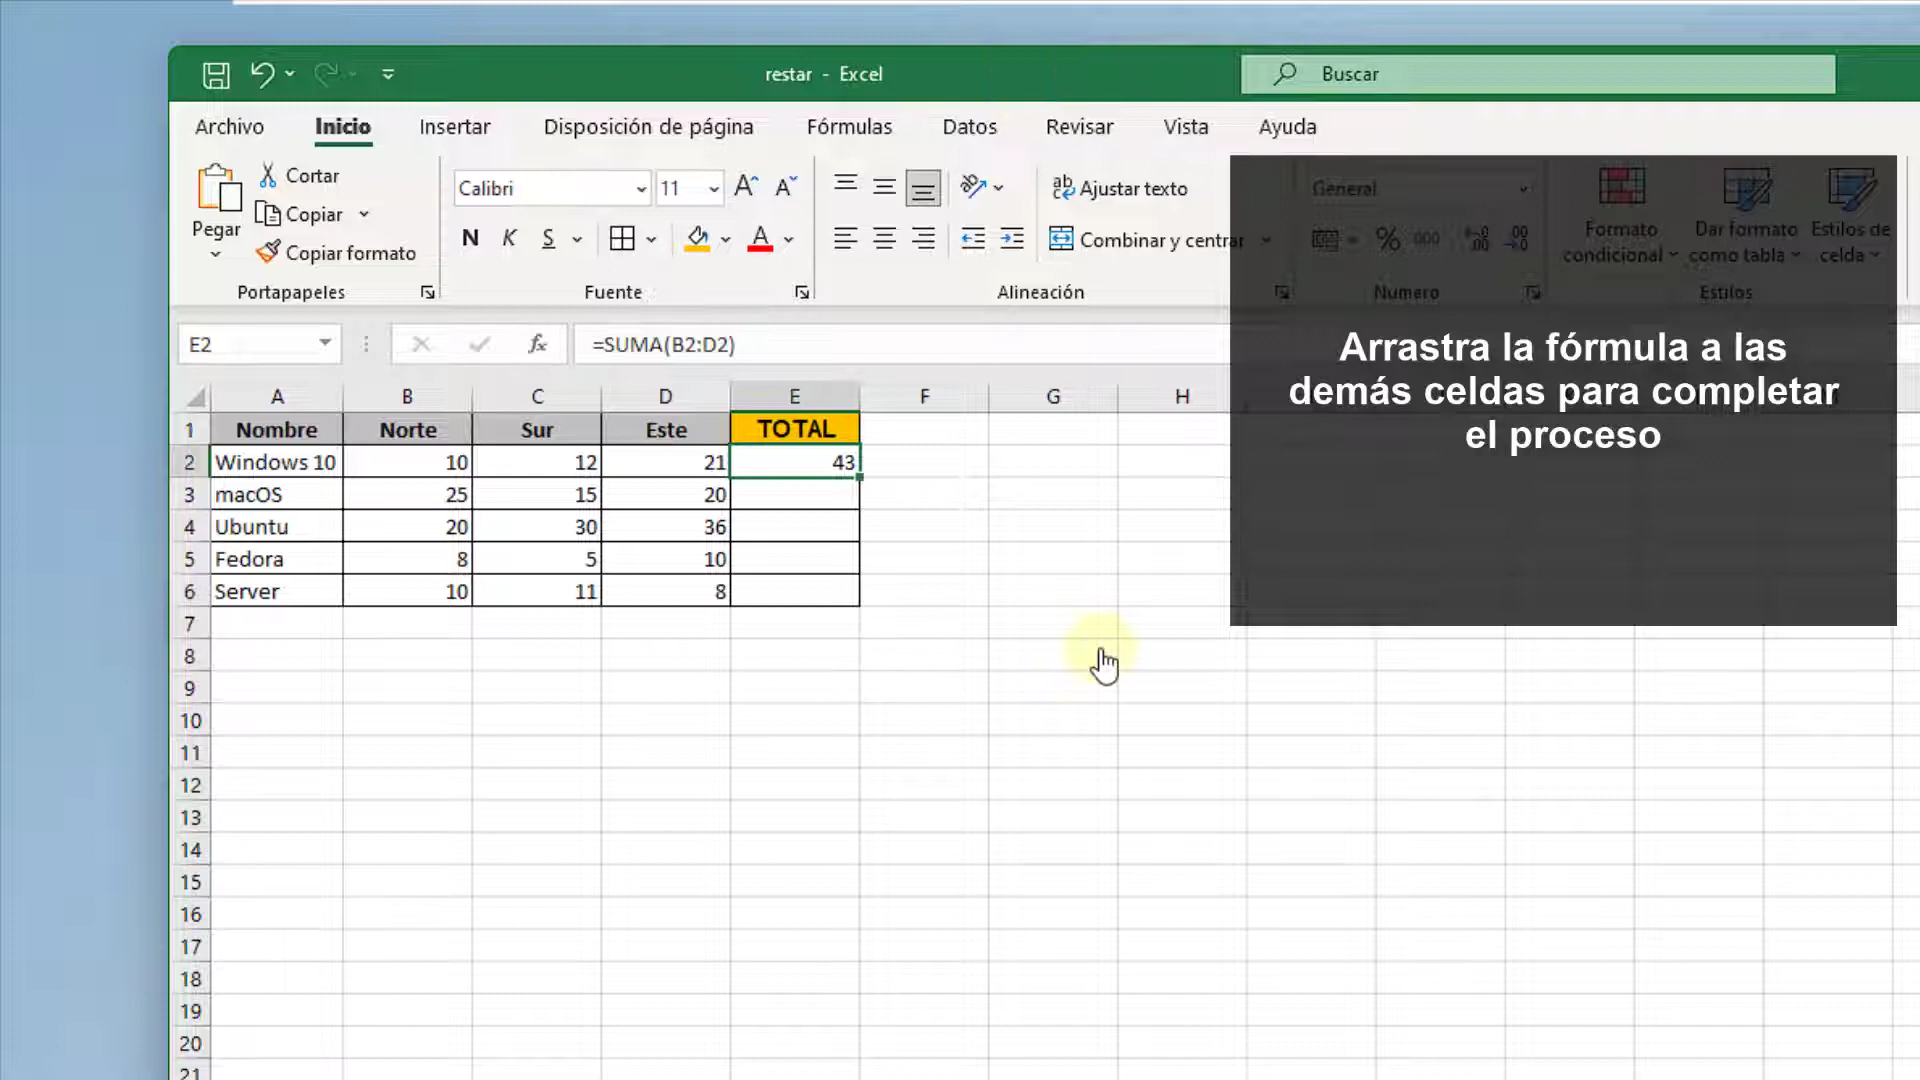 restar - Excel
Buscar
Archivo Inicio Insertar Disposición de página Fórmulas Datos Revisar Vista Ayuda
Pegar
Cortar
Copiar
Copiar formato
Portapapeles
Calibri 11
N K S
Fuente
Ajustar texto
Combinar y centrar
Alineación
General
% 000
Numero
Formato condicional
Dar formato como tabla
Estilos de celda
Estilos
E2 fx =SUMA(B2:D2)
Arrastra la fórmula a las
demás celdas para completar
el proceso
A B C D E F G H
1 Nombre Norte Sur Este TOTAL
2 Windows 10 10 12 21 43
3 macOS 25 15 20
4 Ubuntu 20 30 36
5 Fedora 8 5 10
6 Server 10 11 8
7
8
9
10
11
12
13
14
15
16
17
18
19
20
21